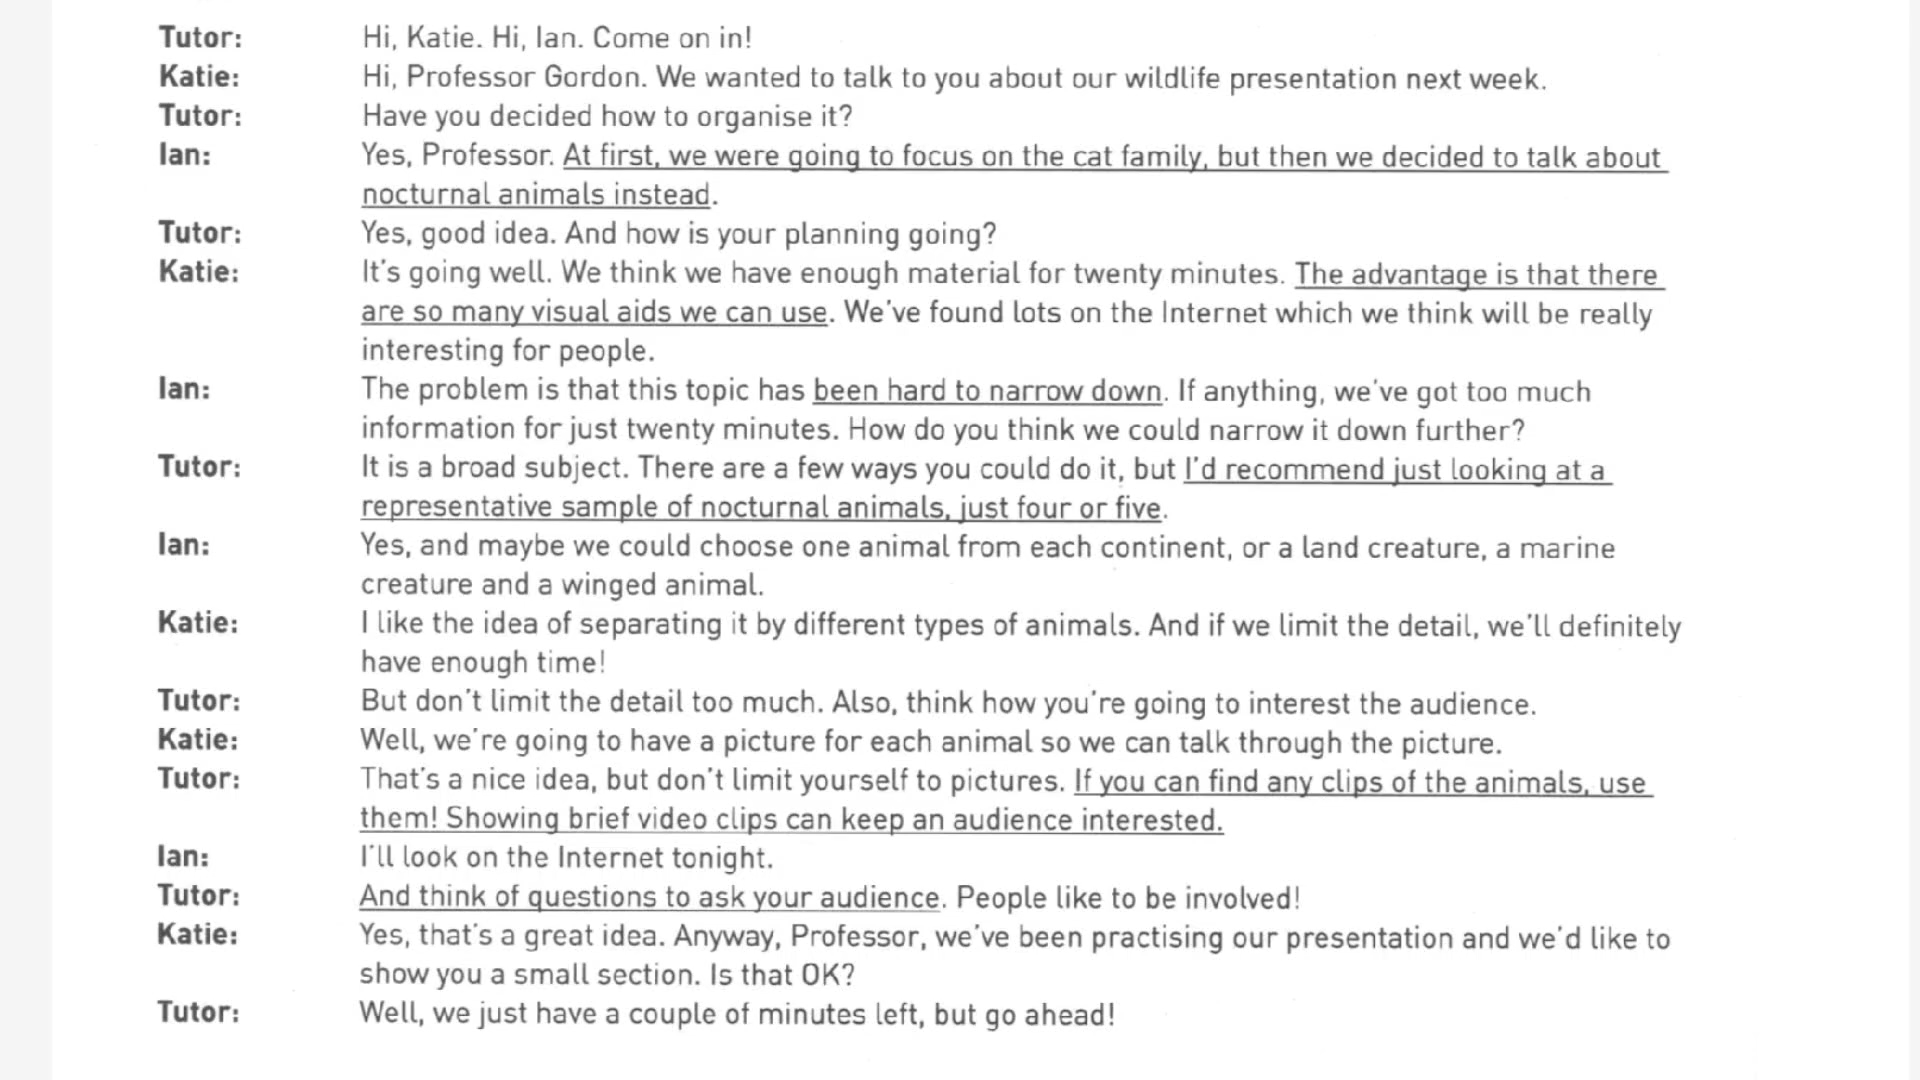 Tutor: Hi, Katie. Hi, Ian. Come on in!
Katie: Hi, Professor Gordon. We wanted to talk to you about our wildlife presentation next week.
Tutor: Have you decided how to organise it?
Ian: Yes, Professor. At first, we were going to focus on the cat family, but then we decided to talk about
nocturnal animals instead.
Tutor: Yes, good idea. And how is your planning going?
Katie: It's going well. We think we have enough material for twenty minutes. The advantage is that there
are so many visual aids we can use. We've found lots on the Internet which we think will be really
interesting for people.
Ian: The problem is that this topic has been hard to narrow down. If anything, we've got too much
information for just twenty minutes. How do you think we could narrow it down further?
Tutor: It is a broad subject. There are a few ways you could do it, but I'd recommend just looking at a
representative sample of nocturnal animals, just four or five.
Ian: Yes, and maybe we could choose one animal from each continent, or a land creature, a marine
creature and a winged animal.
Katie: I like the idea of separating it by different types of animals. And if we limit the detail, we'll definitely
have enough time!
Tutor: But don't limit the detail too much. Also, think how you're going to interest the audience.
Katie: Well, we're going to have a picture for each animal so we can talk through the picture.
Tutor: That's a nice idea, but don't limit yourself to pictures. If you can find any clips of the animals, use
them! Showing brief video clips can keep an audience interested.
Ian: I'll look on the Internet tonight.
Tutor: And think of questions to ask your audience. People like to be involved!
Katie: Yes, that's a great idea. Anyway, Professor, we've been practising our presentation and we'd like to
show you a small section. Is that OK?
Tutor: Well, we just have a couple of minutes left, but go ahead!